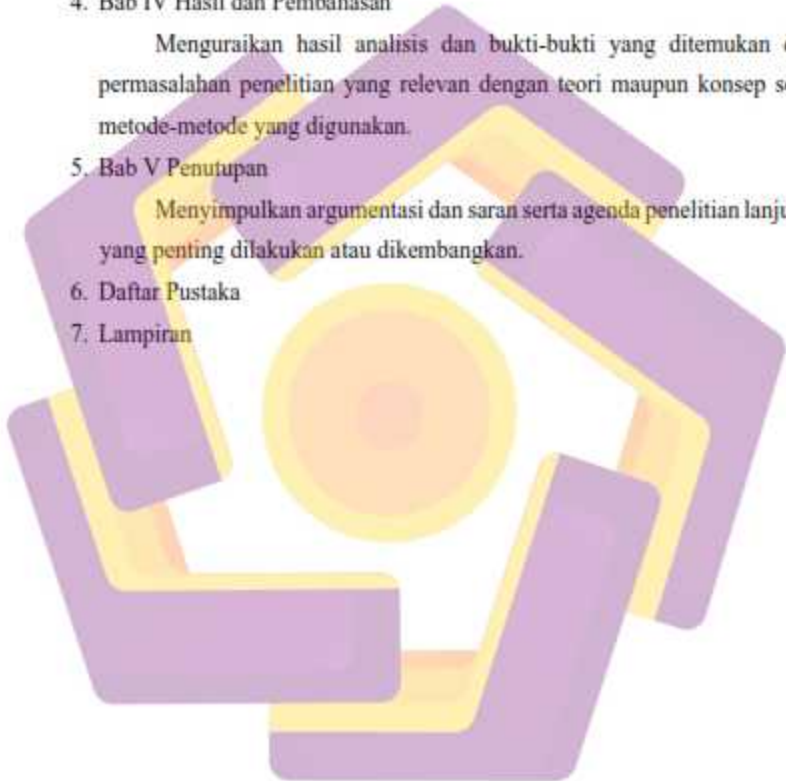 4. Bab IV Hasil dan Pembahasan
Menguraikan hasil analisis dan bukti-bukti yang ditemukan
permasalahan penelitian yang relevan dengan teori maupun konsep
metode-metode yang digunakan.
5. Bab V Penutupan
Menyimpulkan argumentasi dan saran serta agenda penelitian
yang penting dilakukan atau dikembangkan.
6. Daftar Pustaka
7. Lampiran